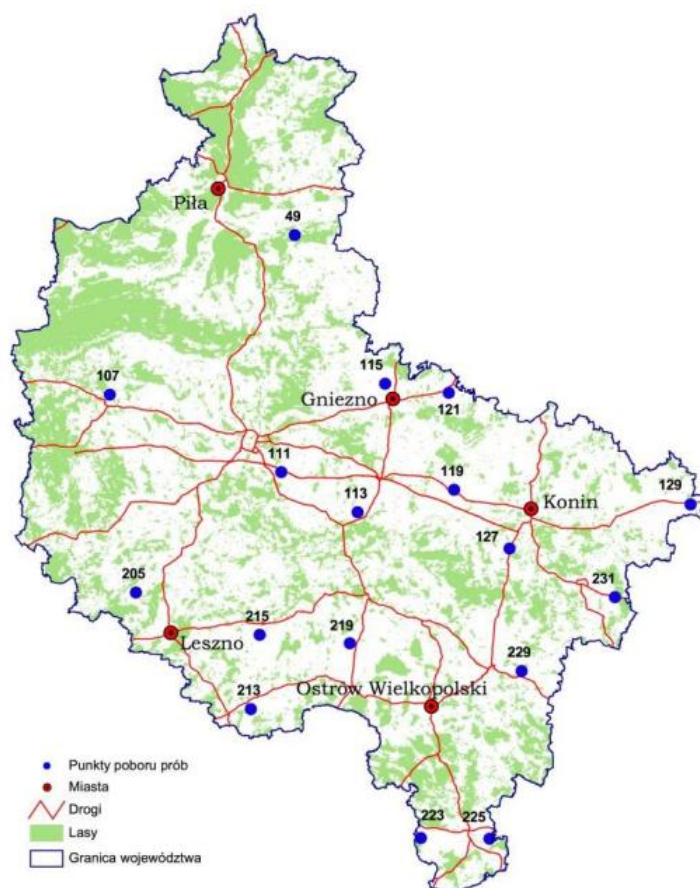 Piła
49
107
115
Gniezno
121
111
119
129
113
Konin
127
205
231
215
219
Leszno
229
213
Ostrów Wielkopolski
223
225
Punkty poboru prób
Miasta
Drogi
Lasy
Granica województwa